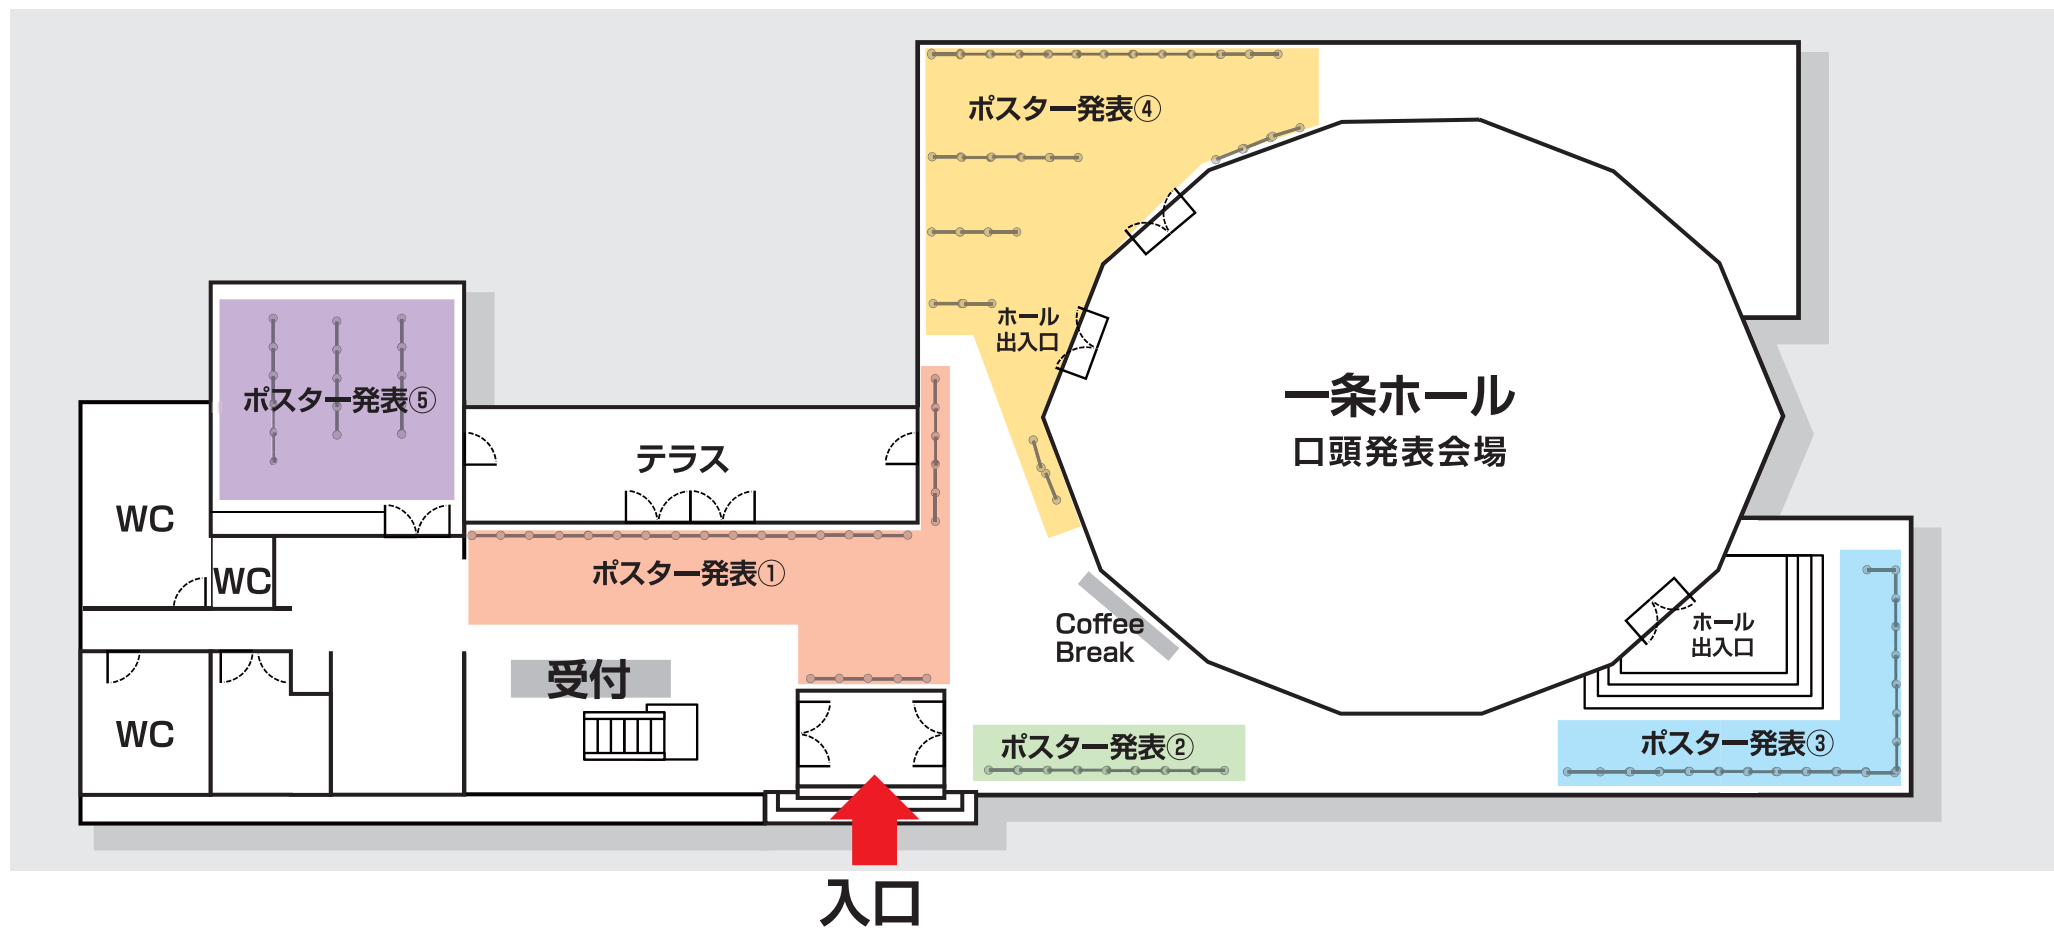 ポスター発表④
ホール
出入口
一条ホール
口頭発表会場
ポスター発表⑤
テラス
WC
WC
ポスター発表①
受付
WC
Coffee
Break
ホール
出入口
ポスター発表②
ポスター発表③
入口